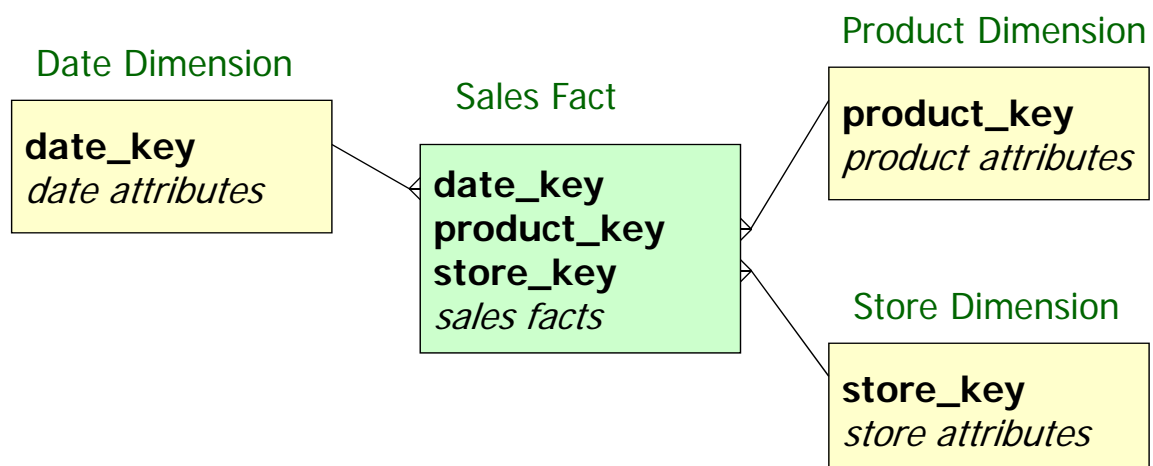 Date Dimension
date_key
date attributes
Sales Fact
date_key
product_key
store_key
sales facts
Product Dimension
product_key
product attributes
Store Dimension
store_key
store attributes